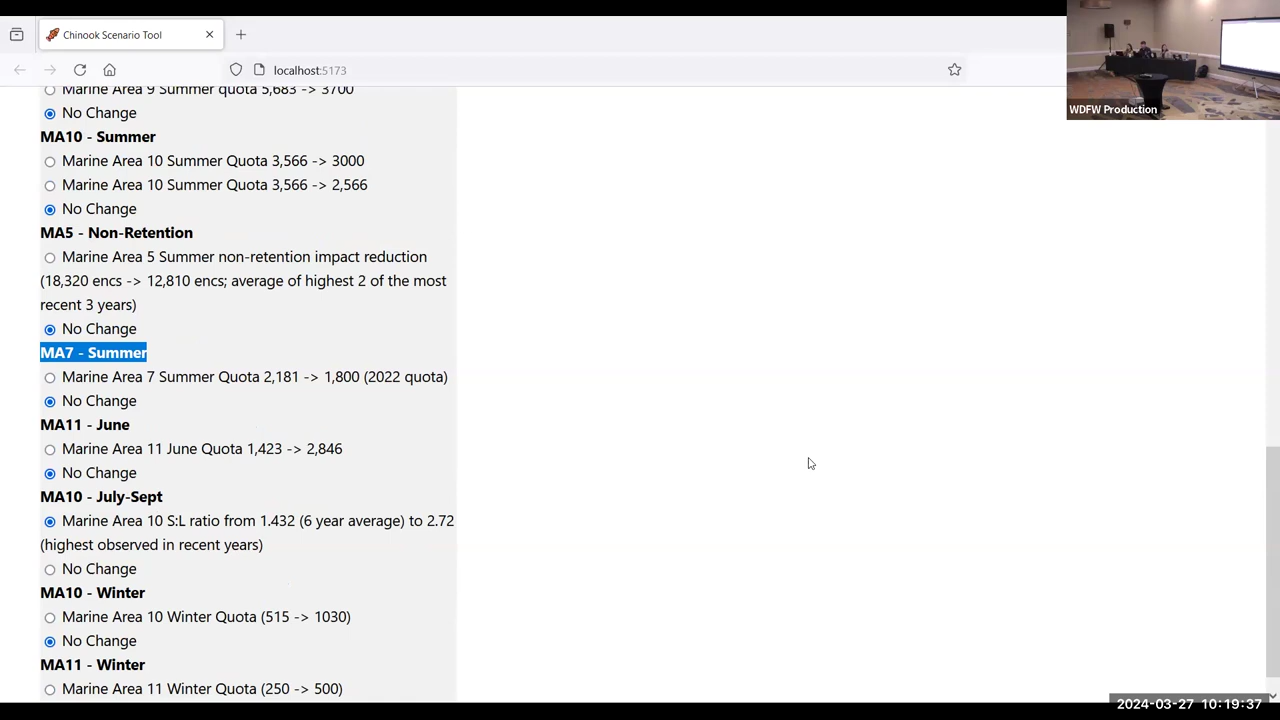 Chinook Scenario Tool
localhost:5173
Marine Area 9 Summer quota 5,683 -> 3700
No Change
MA10 - Summer
Marine Area 10 Summer Quota 3,566 -> 3000
Marine Area 10 Summer Quota 3,566 -> 2,566
No Change
MA5 - Non-Retention
Marine Area 5 Summer non-retention impact reduction
(18,320 encs -> 12,810 encs; average of highest 2 of the most
recent 3 years)
No Change
MA7 - Summer
Marine Area 7 Summer Quota 2,181 -> 1,800 (2022 quota)
No Change
MA11 - June
Marine Area 11 June Quota 1,423 -> 2,846
No Change
MA10 - July-Sept
Marine Area 10 S:L ratio from 1.432 (6 year average) to 2.72
(highest observed in recent years)
No Change
MA10 - Winter
Marine Area 10 Winter Quota (515 -> 1030)
No Change
MA11 - Winter
Marine Area 11 Winter Quota (250 -> 500)
WDFW Production
2024-03-27 10:19:37